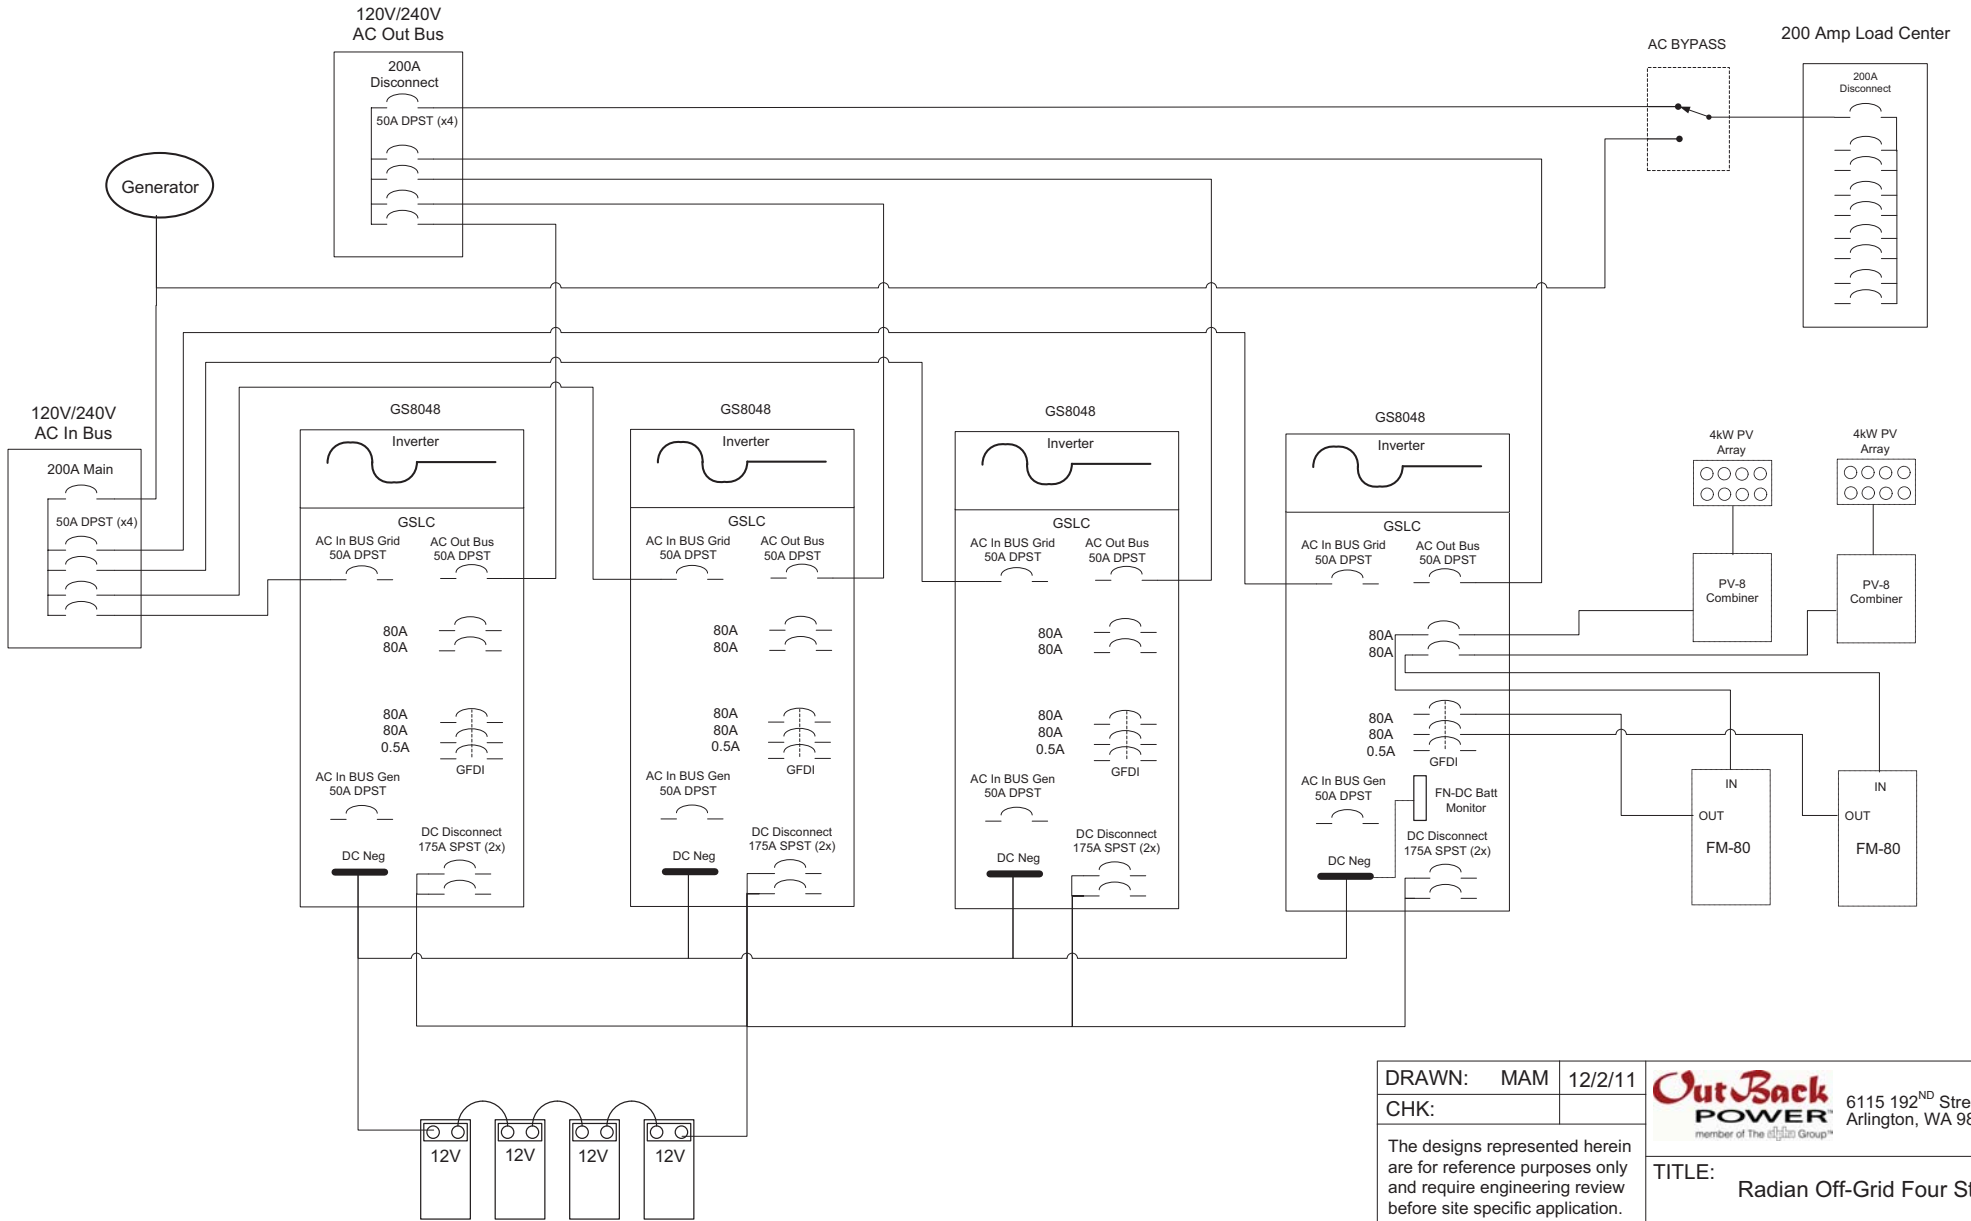 120V/240V
AC Out Bus
200A
Disconnect
50A DPST (x4)
AC BYPASS
200 Amp Load Center
200A
Disconnect
Generator
120V/240V
AC In Bus
200A Main
50A DPST (x4)
GS8048
Inverter
GSLC
AC In BUS Grid
50A DPST
AC Out Bus
50A DPST
80A
80A
80A
80A
0.5A
GFDI
AC In BUS Gen
50A DPST
DC Disconnect
175A SPST (2x)
DC Neg
GS8048
Inverter
GSLC
AC In BUS Grid
50A DPST
AC Out Bus
50A DPST
80A
80A
80A
80A
0.5A
GFDI
AC In BUS Gen
50A DPST
DC Disconnect
175A SPST (2x)
DC Neg
GS8048
Inverter
GSLC
AC In BUS Grid
50A DPST
AC Out Bus
50A DPST
80A
80A
80A
80A
0.5A
GFDI
AC In BUS Gen
50A DPST
DC Disconnect
175A SPST (2x)
DC Neg
GS8048
Inverter
GSLC
AC In BUS Grid
50A DPST
AC Out Bus
50A DPST
80A
80A
80A
80A
0.5A
GFDI
AC In BUS Gen
50A DPST
FN-DC Batt
Monitor
DC Disconnect
175A SPST (2x)
DC Neg
4kW PV
Array
4kW PV
Array
PV-8
Combiner
PV-8
Combiner
IN
OUT
FM-80
IN
OUT
FM-80
12V
12V
12V
12V
DRAWN: MAM 12/2/11
CHK:
The designs represented herein
are for reference purposes only
and require engineering review
before site specific application.
OutBack
POWER™
member of The alpha Group™
6115 192ND
Arlington, WA
TITLE:
Radian Off-Grid Four